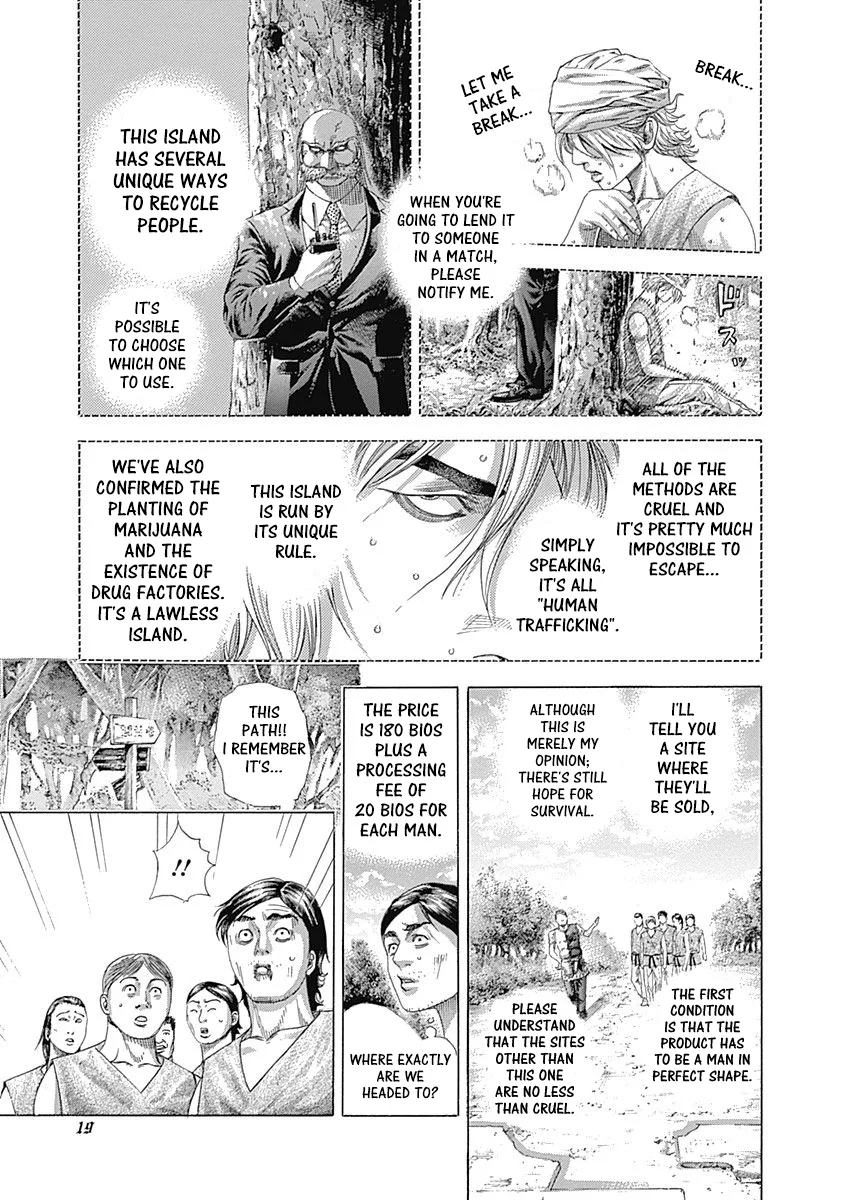 BREAK...
LET ME
TAKE A
BREAK...
WHEN YOU'RE
GOING TO LEND IT
TO SOMEONE
IN A MATCH,
PLEASE
NOTIFY ME.
ドスッ
THIS ISLAND
HAS SEVERAL
UNIQUE WAYS
TO RECYCLE
PEOPLE.
IT'S
POSSIBLE
TO CHOOSE
WHICH ONE
TO USE.
ALL OF THE
METHODS ARE
CRUEL AND
IT'S PRETTY MUCH
IMPOSSIBLE TO
ESCAPE...
SIMPLY
SPEAKING,
IT'S ALL
"HUMAN
TRAFFICKING".
THIS ISLAND
IS RUN BY
ITS UNIQUE
RULE.
WE'VE ALSO
CONFIRMED THE
PLANTING OF
MARIJUANA
AND THE
EXISTENCE OF
DRUG FACTORIES.
IT'S A LAWLESS
ISLAND.
I'LL
TELL YOU
A SITE
WHERE
THEY'LL
BE SOLD,
ALTHOUGH
THIS IS
MERELY MY
OPINION;
THERE'S STILL
HOPE FOR
SURVIVAL.
THE FIRST
CONDITION
IS THAT THE
PRODUCT HAS
TO BE A MAN IN
PERFECT SHAPE.
PLEASE
UNDERSTAND
THAT THE SITES
OTHER THAN
THIS ONE
ARE NO LESS
THAN CRUEL.
THE PRICE
IS 180 BIOS
PLUS A
PROCESSING
FEE OF
20 BIOS FOR
EACH MAN.
WHERE EXACTLY
ARE WE
HEADED TO?
THIS
PATH!!
I REMEMBER
IT'S...
!!
19